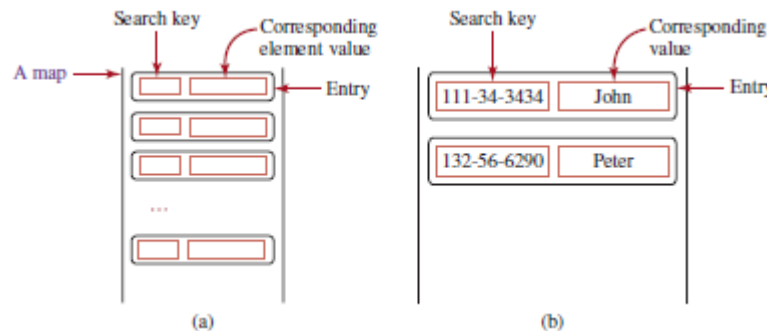 Search key
Corresponding
element value
A map
Entry
...
(a)
Search key
Corresponding
value
111-34-3434 John
Entry
132-56-6290 Peter
(b)